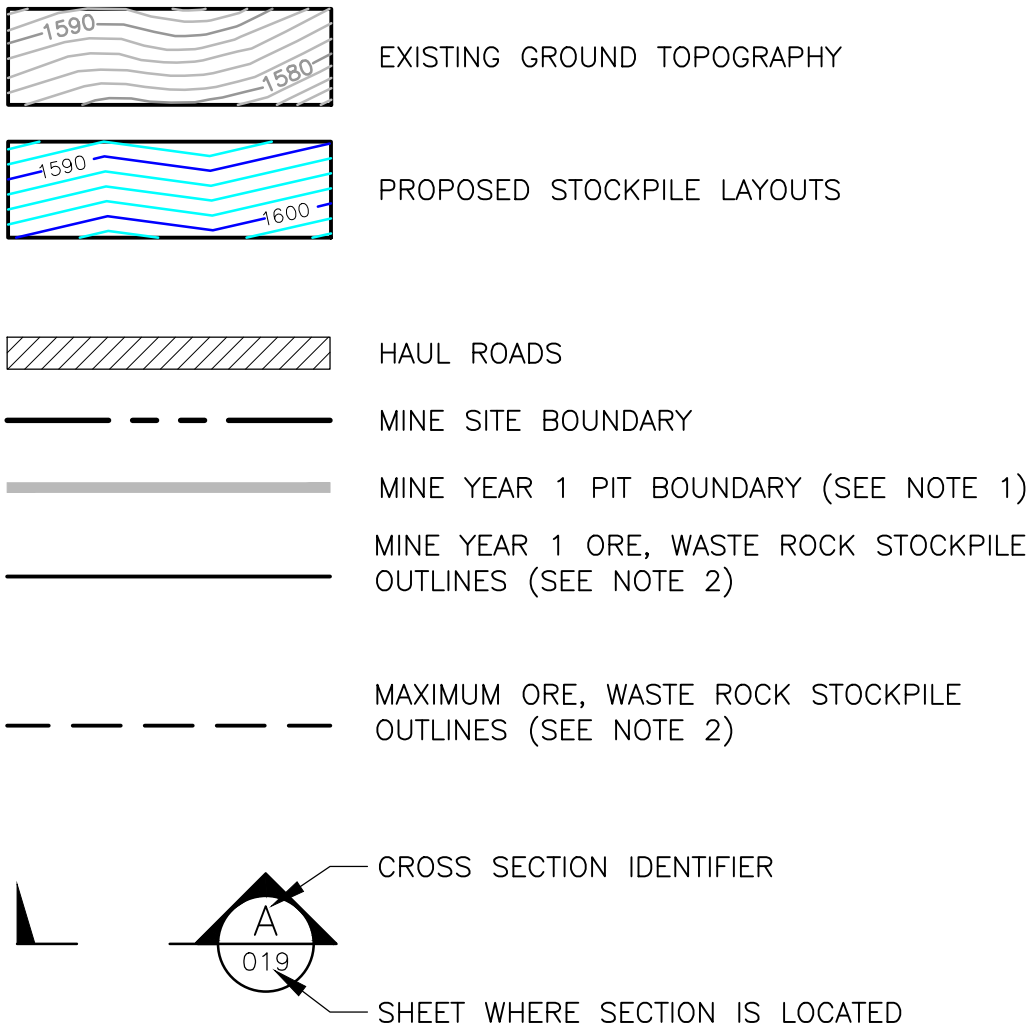 1590
1580
EXISTING GROUND TOPOGRAPHY
1590
1600
PROPOSED STOCKPILE LAYOUTS
HAUL ROADS
MINE SITE BOUNDARY
MINE YEAR 1 PIT BOUNDARY (SEE NOTE 1)
MINE YEAR 1 ORE, WASTE ROCK STOCKPILE
OUTLINES (SEE NOTE 2)
MAXIMUM ORE, WASTE ROCK STOCKPILE
OUTLINES (SEE NOTE 2)
CROSS SECTION IDENTIFIER
A
019
SHEET WHERE SECTION IS LOCATED